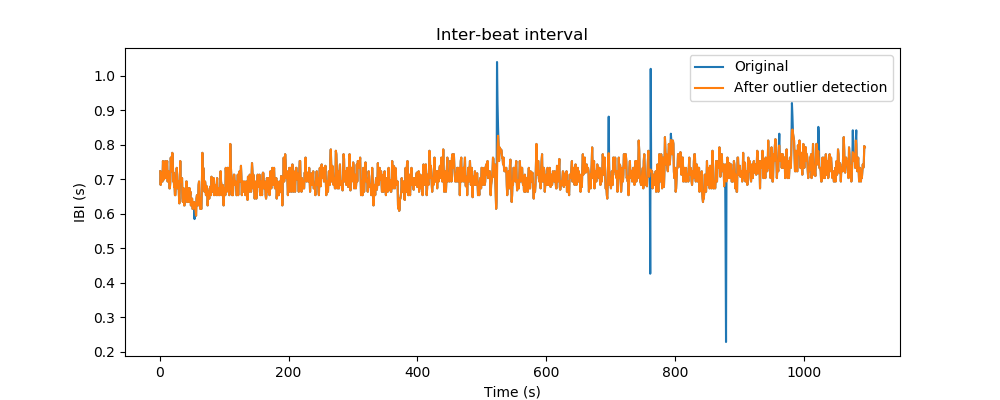 Inter-beat interval
Original
After outlier detection
1.0
0.9
0.8
0.7
0.6
0.5
0.4
0.3
0.2
IBI (s)
0 200 400 600 800 1000
Time (s)